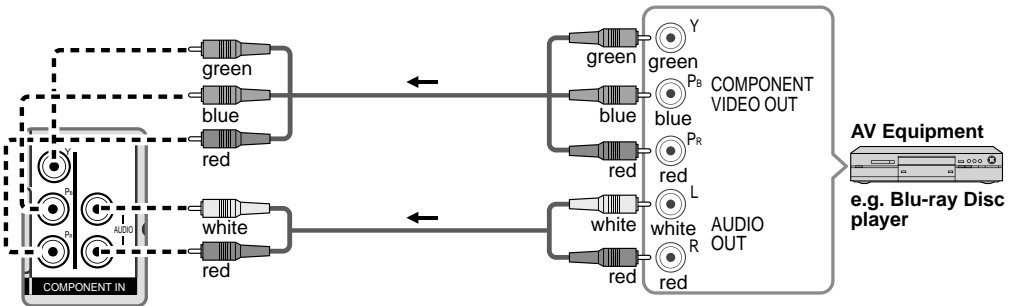 green
blue
red
white
red
Y
PB
PR
AUDIO
COMPONENT IN
green
blue
red
white
red
Y
green
PB
blue
PR
red
COMPONENT
VIDEO OUT
L
white
R
red
AUDIO
OUT
AV Equipment
e.g. Blu-ray Disc
player